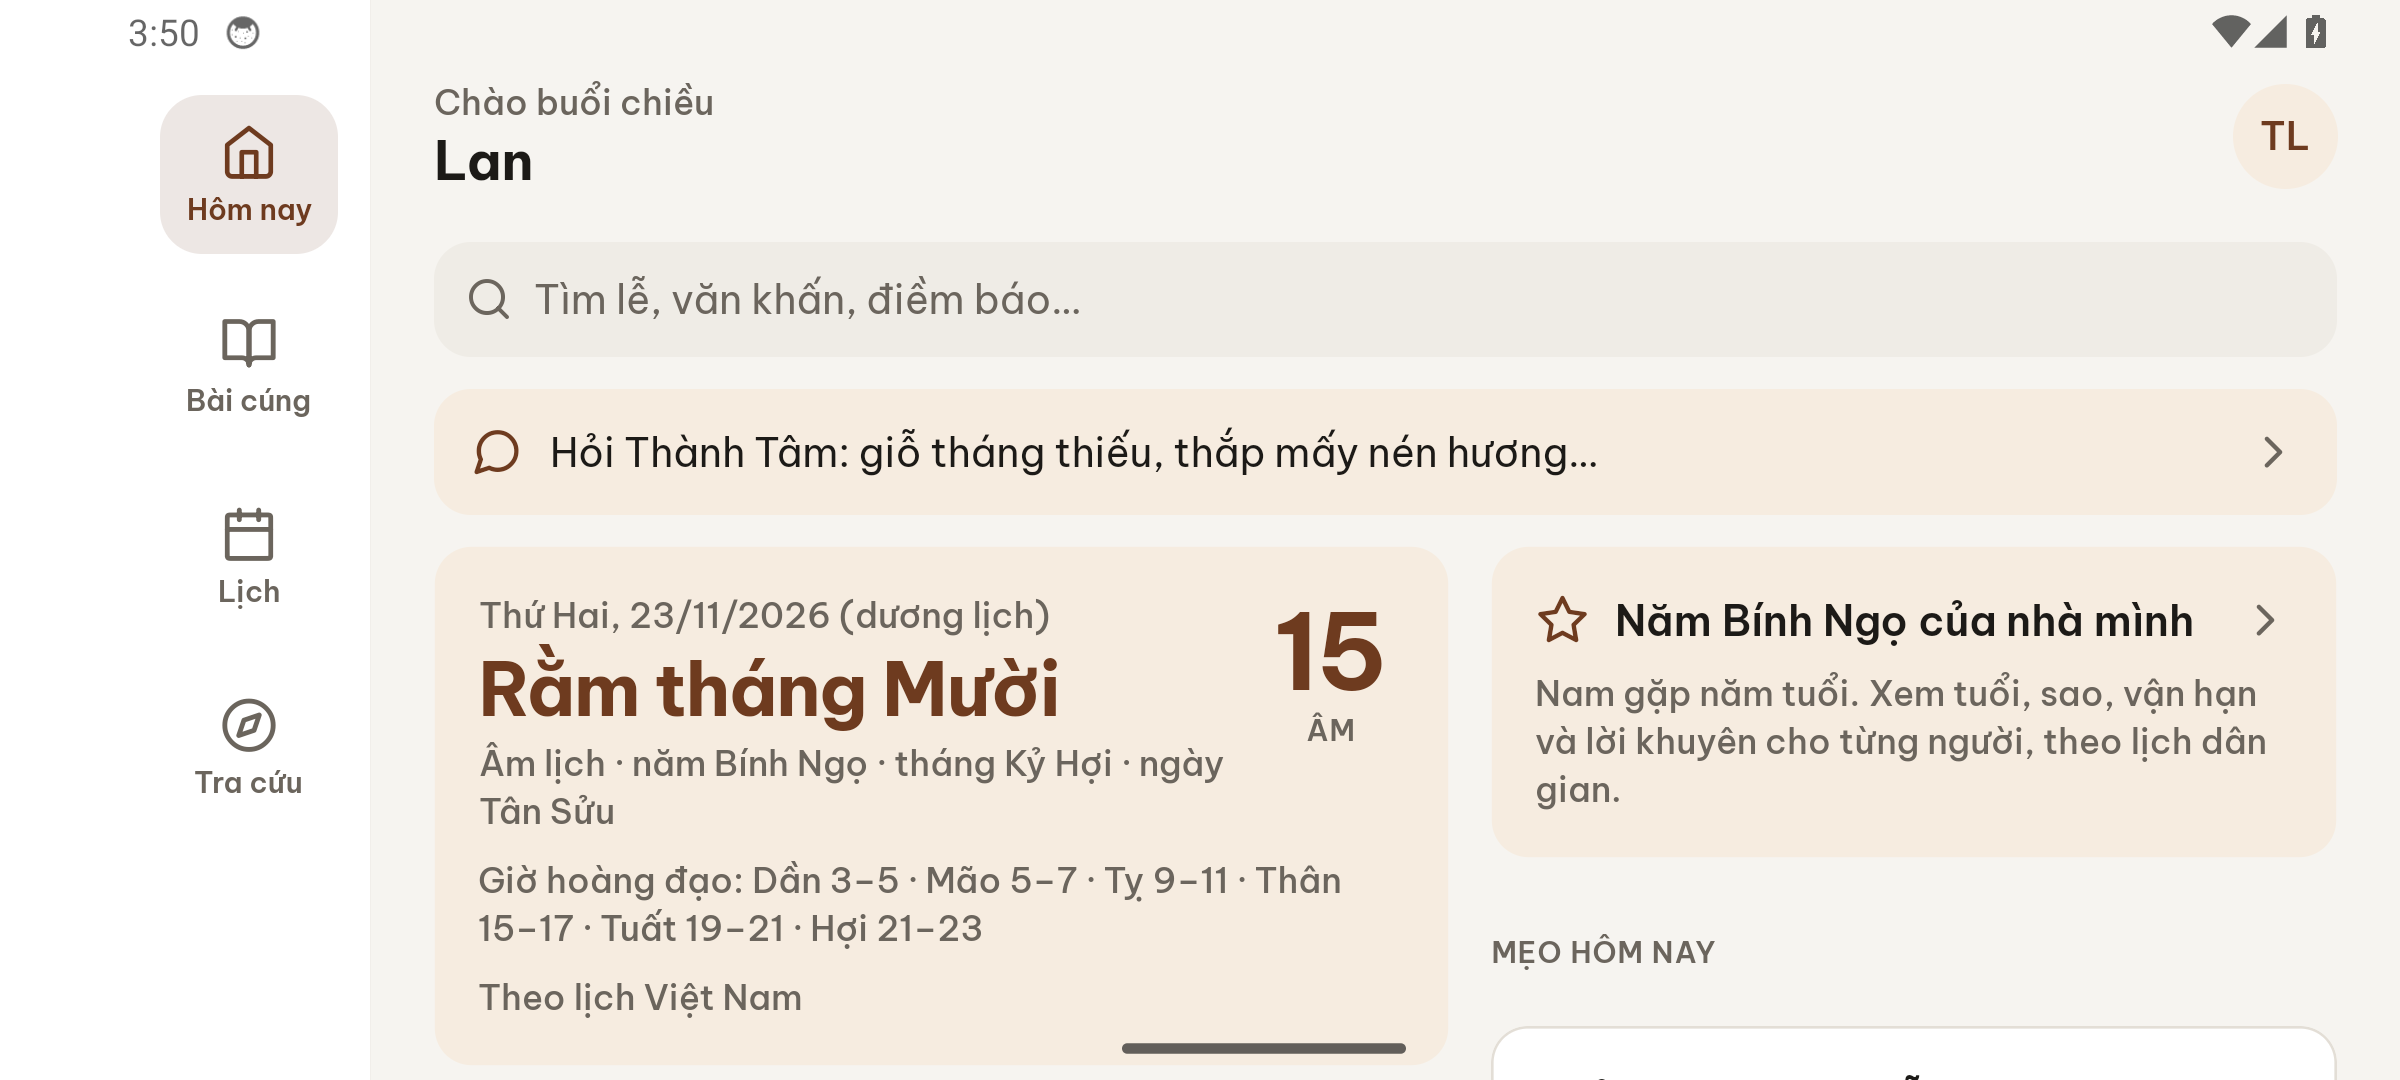 3:50
Hôm nay
Bài cúng
Lịch
Tra cứu
Chào buổi chiều
Lan
TL
Tìm lễ, văn khấn, điềm báo...
Hỏi Thành Tâm: giỗ tháng thiếu, thắp mấy nén hương...
Thứ Hai, 23/11/2026 (dương lịch)
Rằm tháng Mười
15
ÂM
Âm lịch · năm Bính Ngọ · tháng Kỷ Hợi · ngày
Tân Sửu
Giờ hoàng đạo: Dần 3–5 · Mão 5–7 · Tỵ 9–11 · Thân
15–17 · Tuất 19–21 · Hợi 21–23
Theo lịch Việt Nam
Năm Bính Ngọ của nhà mình
Nam gặp năm tuổi. Xem tuổi, sao, vận hạn
và lời khuyên cho từng người, theo lịch dân
gian.
MẸO HÔM NAY